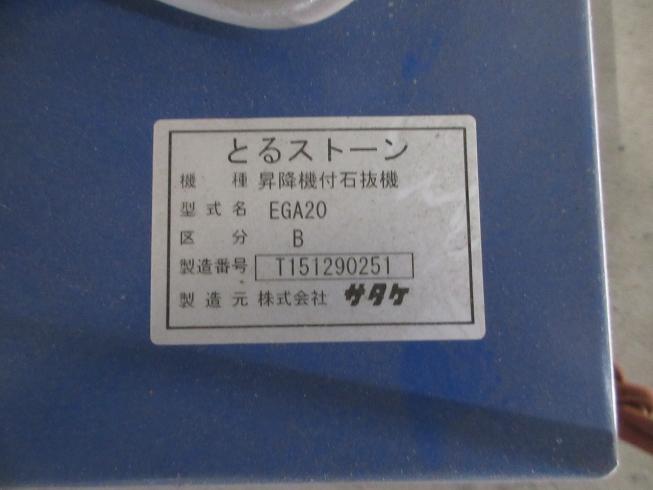 とるストーン
機種 昇降機付石抜機
型式名 EGA20
区分 B
製造番号 T151290251
製造元 株式会社 サタケ